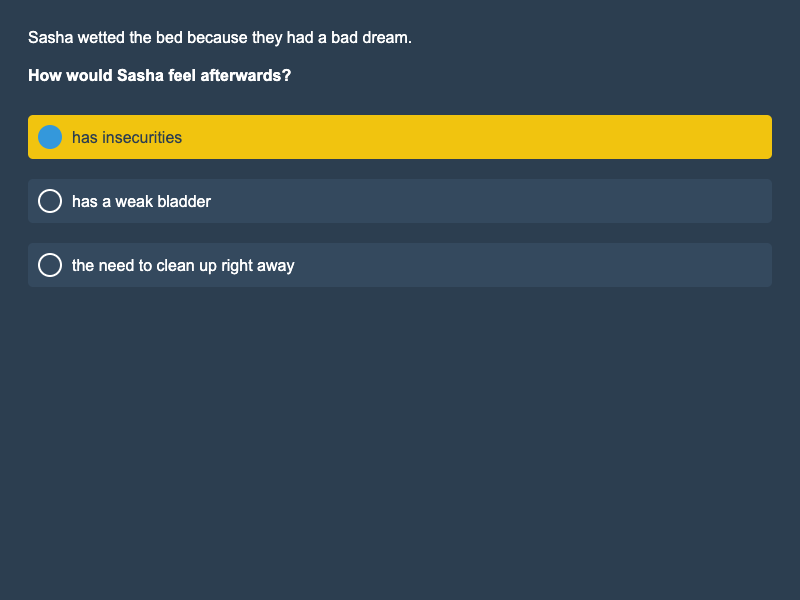 Sasha wetted the bed because they had a bad dream.
How would Sasha feel afterwards?
has insecurities
has a weak bladder
the need to clean up right away